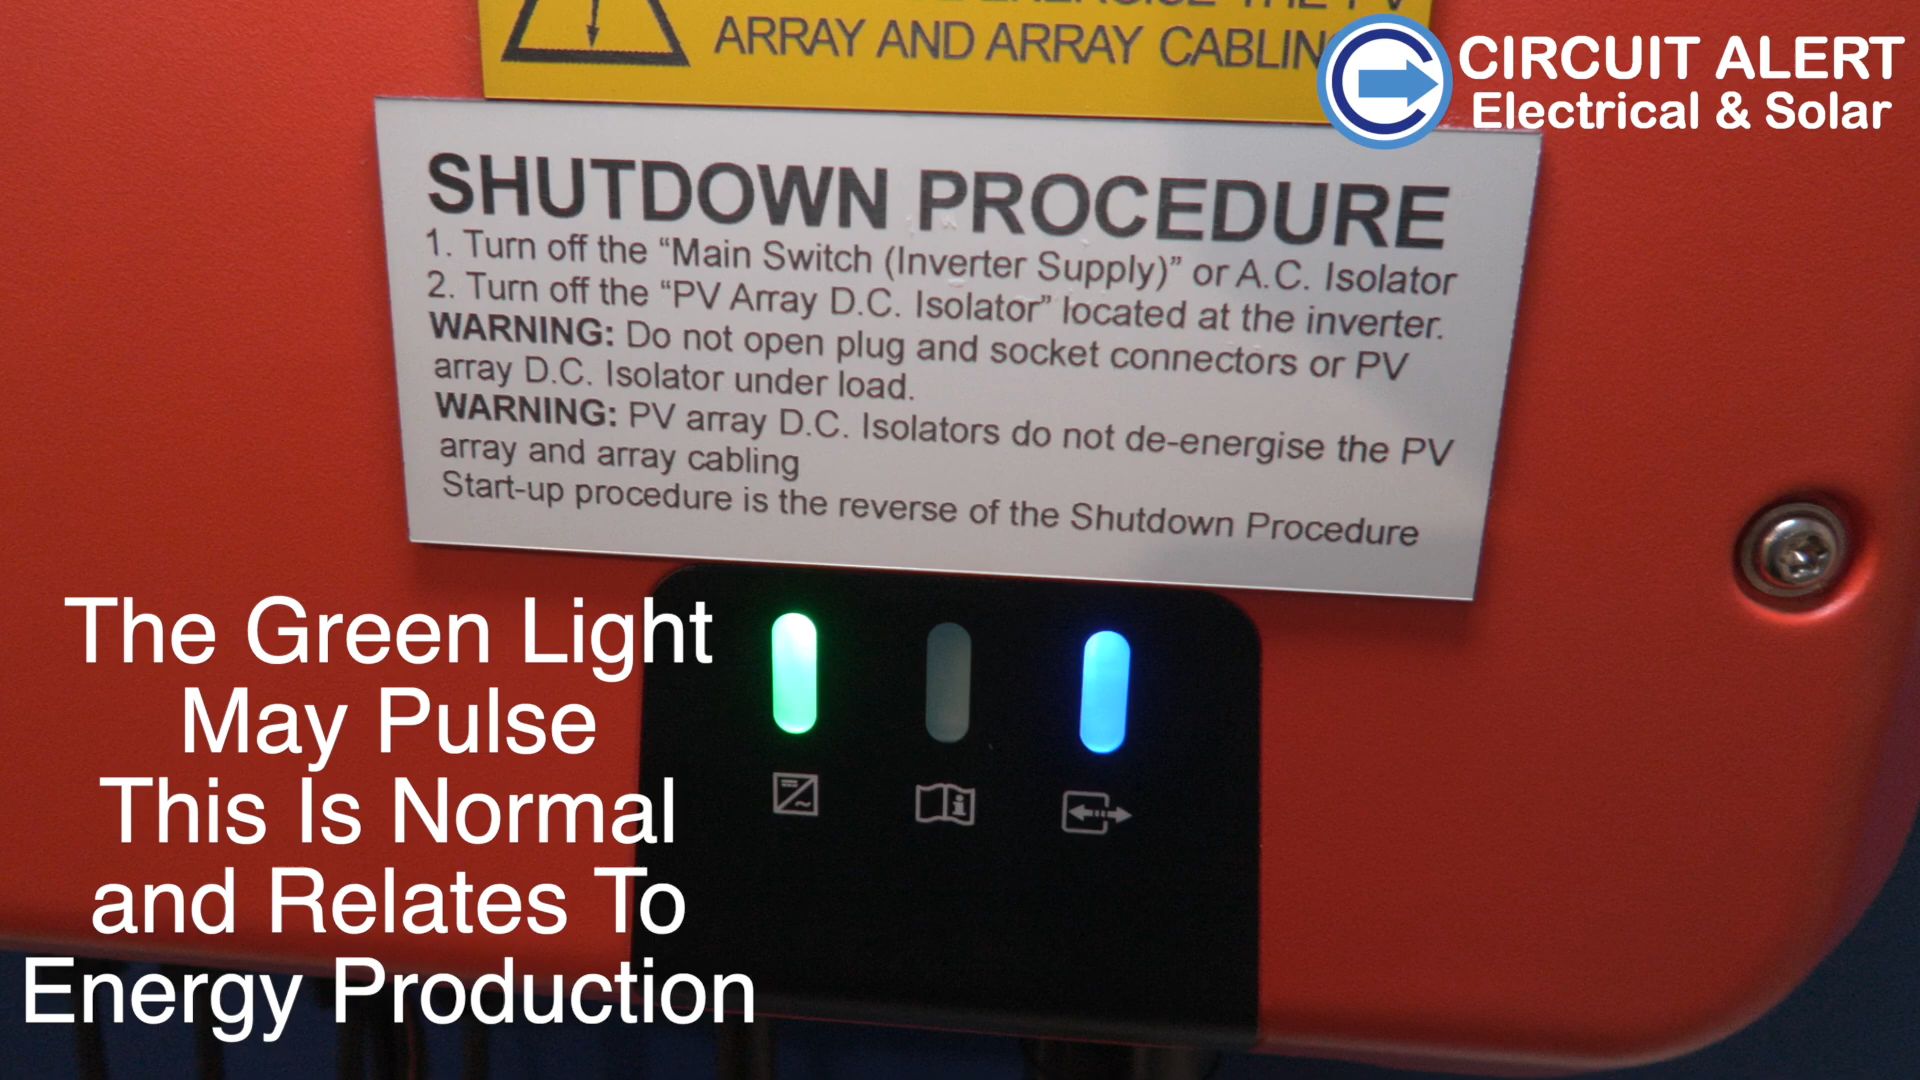 ARRAY AND ARRAY
CIRCUIT ALERT
Electrical & Solar
SHUTDOWN PROCEDURE
1. Turn off the “Main Switch (Inverter Supply)” or A.C. Isolator
2. Turn off the “PV Array D.C. Isolator” located at the inverter.
WARNING: Do not open plug and socket connectors or PV
array D.C. Isolator under load.
WARNING: PV array D.C. Isolators do not de-energise the PV
array and array cabling
Start-up procedure is the reverse of the Shutdown Procedure
The Green Light
May Pulse
This Is Normal
and Relates To
Energy Production